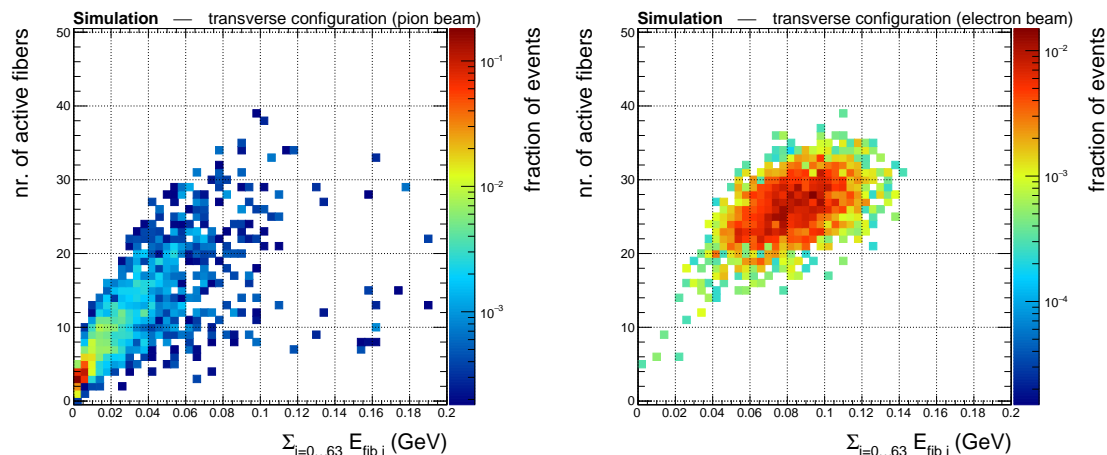 Simulation — transverse configuration (pion beam)
nr. of active fibers
50
40
30
20
10
0
0 0.02 0.04 0.06 0.08 0.1 0.12 0.14 0.16 0.18 0.2
Σi=0...63 Efib i (GeV)
10⁻¹
10⁻²
10⁻³
fraction of events
Simulation — transverse configuration (electron beam)
nr. of active fibers
50
40
30
20
10
0
0 0.02 0.04 0.06 0.08 0.1 0.12 0.14 0.16 0.18 0.2
Σi=0...63 Efib i (GeV)
10⁻²
10⁻³
10⁻⁴
fraction of events